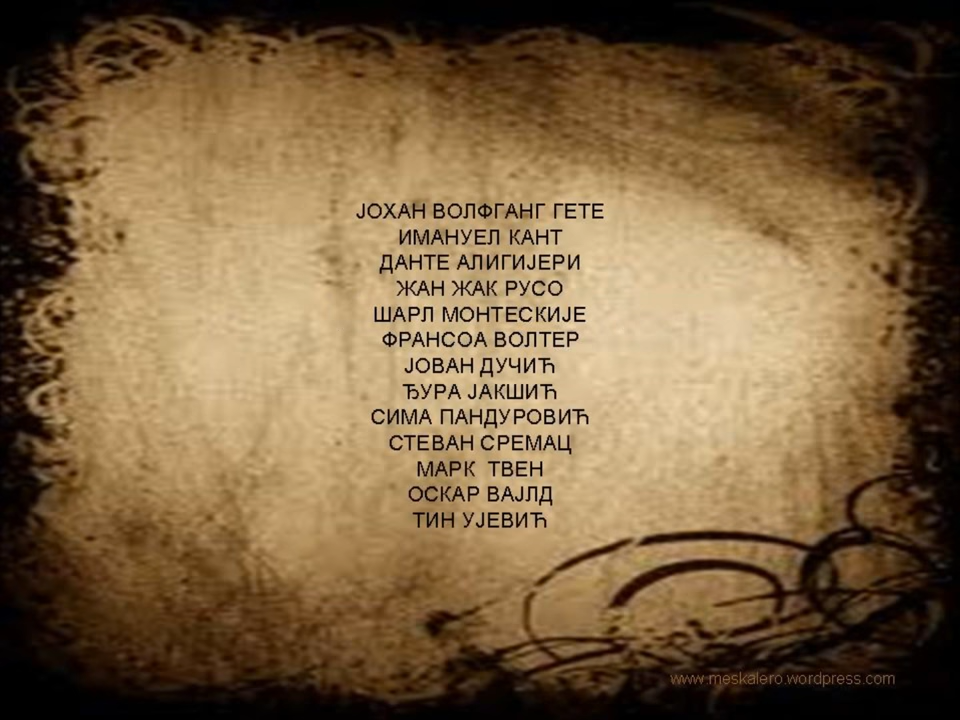 ЈОХАН ВОЛФГАНГ ГЕТЕ
ИМАНУЕЛ КАНТ
ДАНТЕ АЛИГИЈЕРИ
ЖАН ЖАК РУСО
ШАРЛ МОНТЕСКИЈЕ
ФРАНСОА ВОЛТЕР
ЈОВАН ДУЧИЋ
ЂУРА ЈАКШИЋ
СИМА ПАНДУРОВИЋ
СТЕВАН СРЕМАЦ
МАРК ТВЕН
ОСКАР ВАЈЛД
ТИН УЈЕВИЋ
www.meskalero.wordpress.com